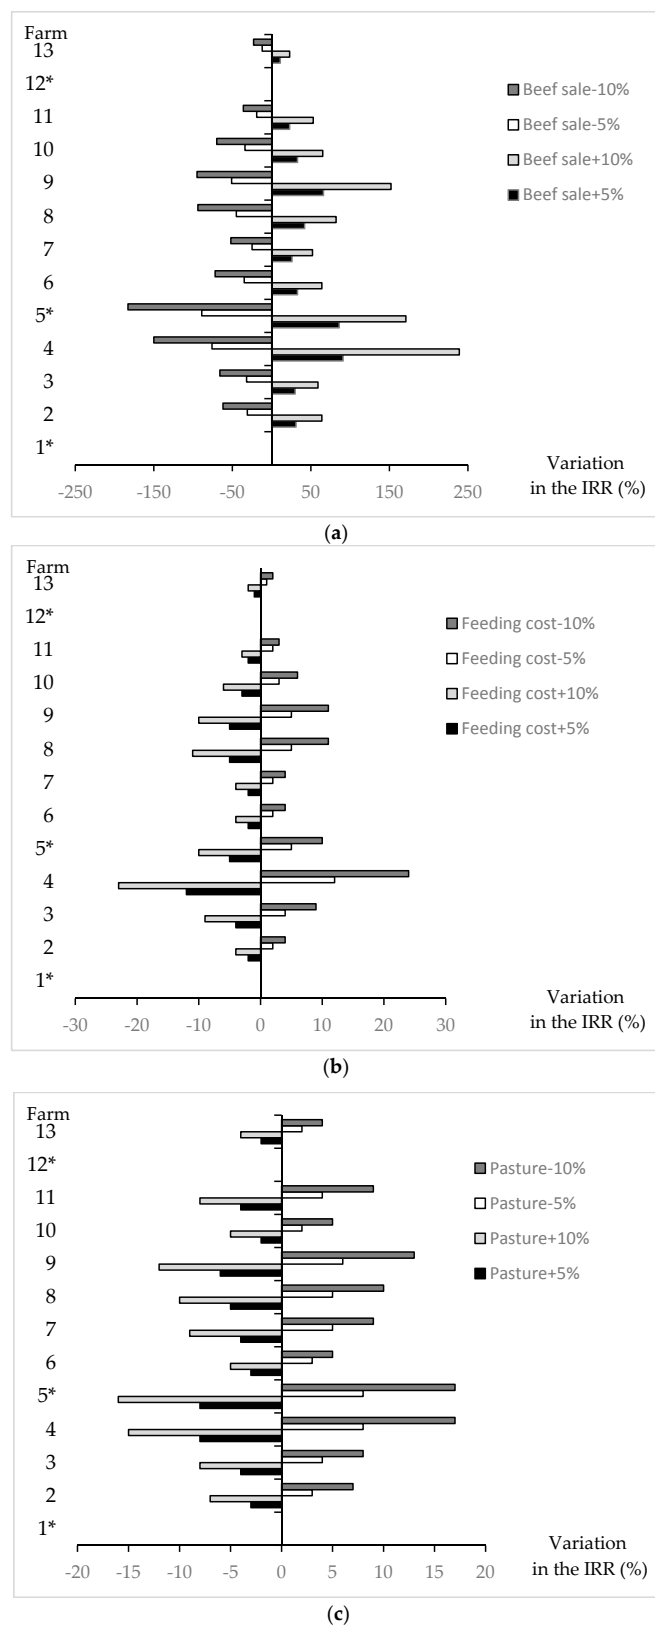 Farm
13
12*
11
10
9
8
7
6
5*
4
3
2
1*
Beef sale-10%
Beef sale-5%
Beef sale+10%
Beef sale+5%
-250 -150 -50 50 150 250
Variation
in the IRR (%)
(a)
Farm
13
12*
11
10
9
8
7
6
5*
4
3
2
1*
Feeding cost-10%
Feeding cost-5%
Feeding cost+10%
Feeding cost+5%
-30 -20 -10 0 10 20 30
Variation
in the IRR (%)
(b)
Farm
13
12*
11
10
9
8
7
6
5*
4
3
2
1*
Pasture-10%
Pasture-5%
Pasture+10%
Pasture+5%
-20 -15 -10 -5 0 5 10 15 20
Variation
in the IRR (%)
(c)